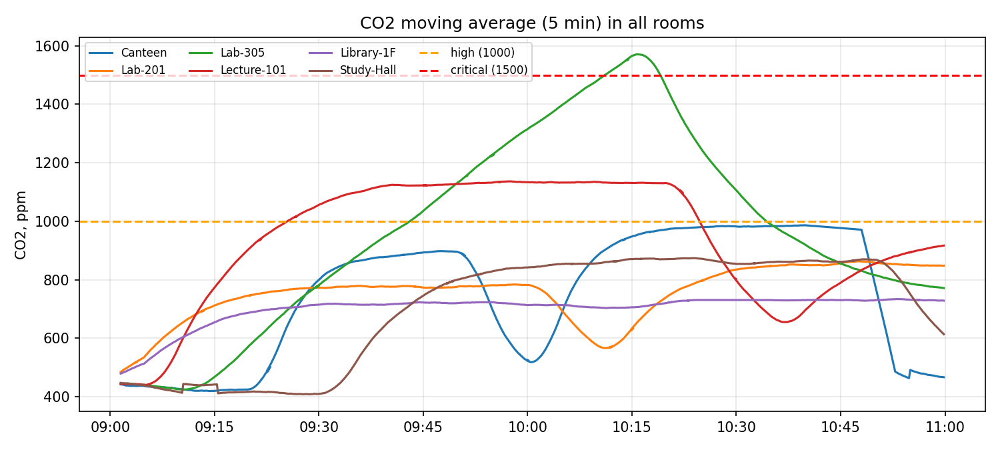 CO2 moving average (5 min) in all rooms
Canteen Lab-305 Library-1F high (1000)
Lab-201 Lecture-101 Study-Hall critical (1500)
CO2, ppm
1600
1400
1200
1000
800
600
400
09:00 09:15 09:30 09:45 10:00 10:15 10:30 10:45 11:00